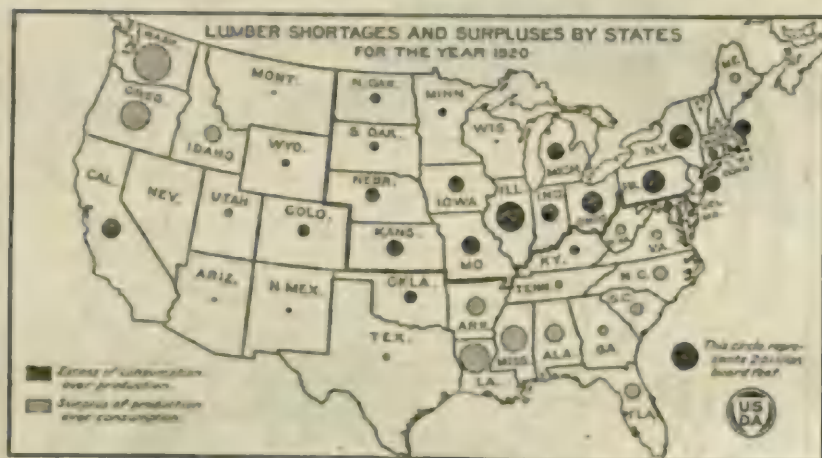 LUMBER SHORTAGES AND SURPLUSES BY STATES
FOR THE YEAR 1920
WASH.
OREG.
IDAHO
MONT.
N. DAK.
MINN.
WIS.
MICH.
N.Y.
ME.
S. DAK.
WYO.
NEBR.
IOWA
ILL.
IND.
OHIO
PA.
CAL.
NEV.
UTAH
COLO.
KANS.
MO.
KY.
VA.
ARIZ.
N. MEX.
OKLA.
ARK.
TENN.
N.C.
S.C.
TEX.
LA.
MISS.
ALA.
GA.
FLA.
Excess of consumption
over production.
Surplus of production
over consumption.
This circle repre-
sents 2 billion
board feet.
U S
D A